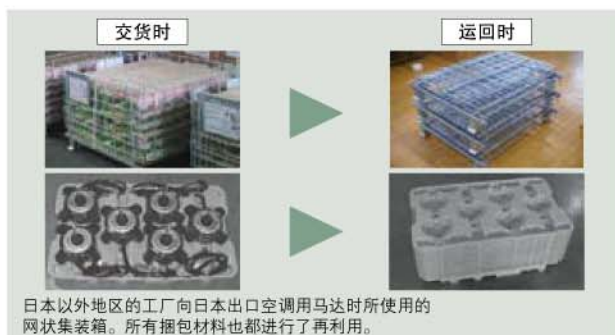 交货时
运回时
日本以外地区的工厂向日本出口空调用马达时所使用的
网状集装箱。所有捆包材料也都进行了再利用。